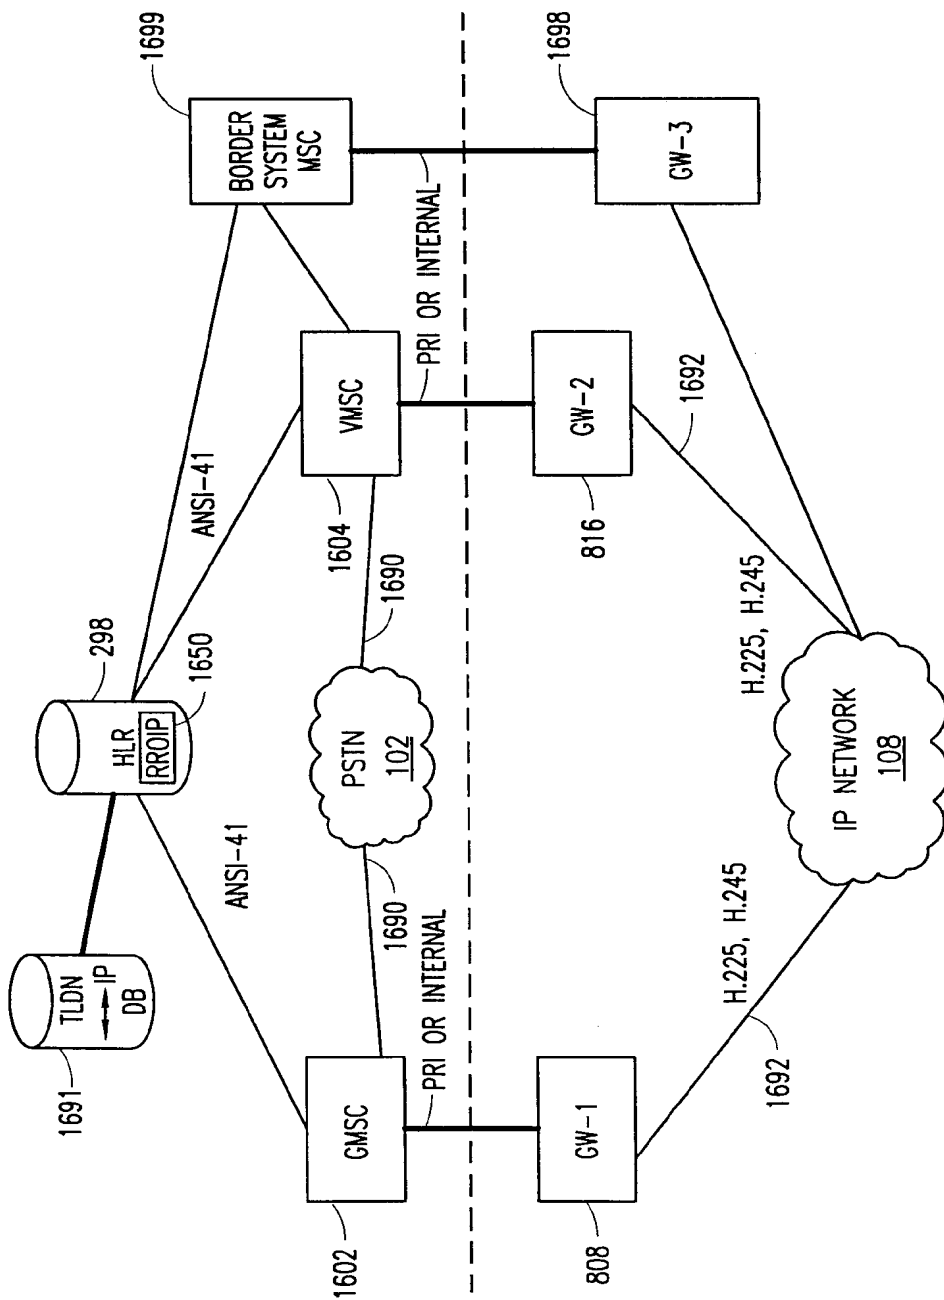 1691
TLDN
IP
DB
298
HLR
RROIP
1650
ANSI-41
ANSI-41
BORDER
SYSTEM
MSC
1699
1602
GMSC
1690
PSTN
102
1690
1604
VMSC
PRI OR INTERNAL
PRI OR INTERNAL
808
GW-1
816
GW-2
GW-3
1698
1692
H.225, H.245
H.225, H.245
1692
IP NETWORK
108